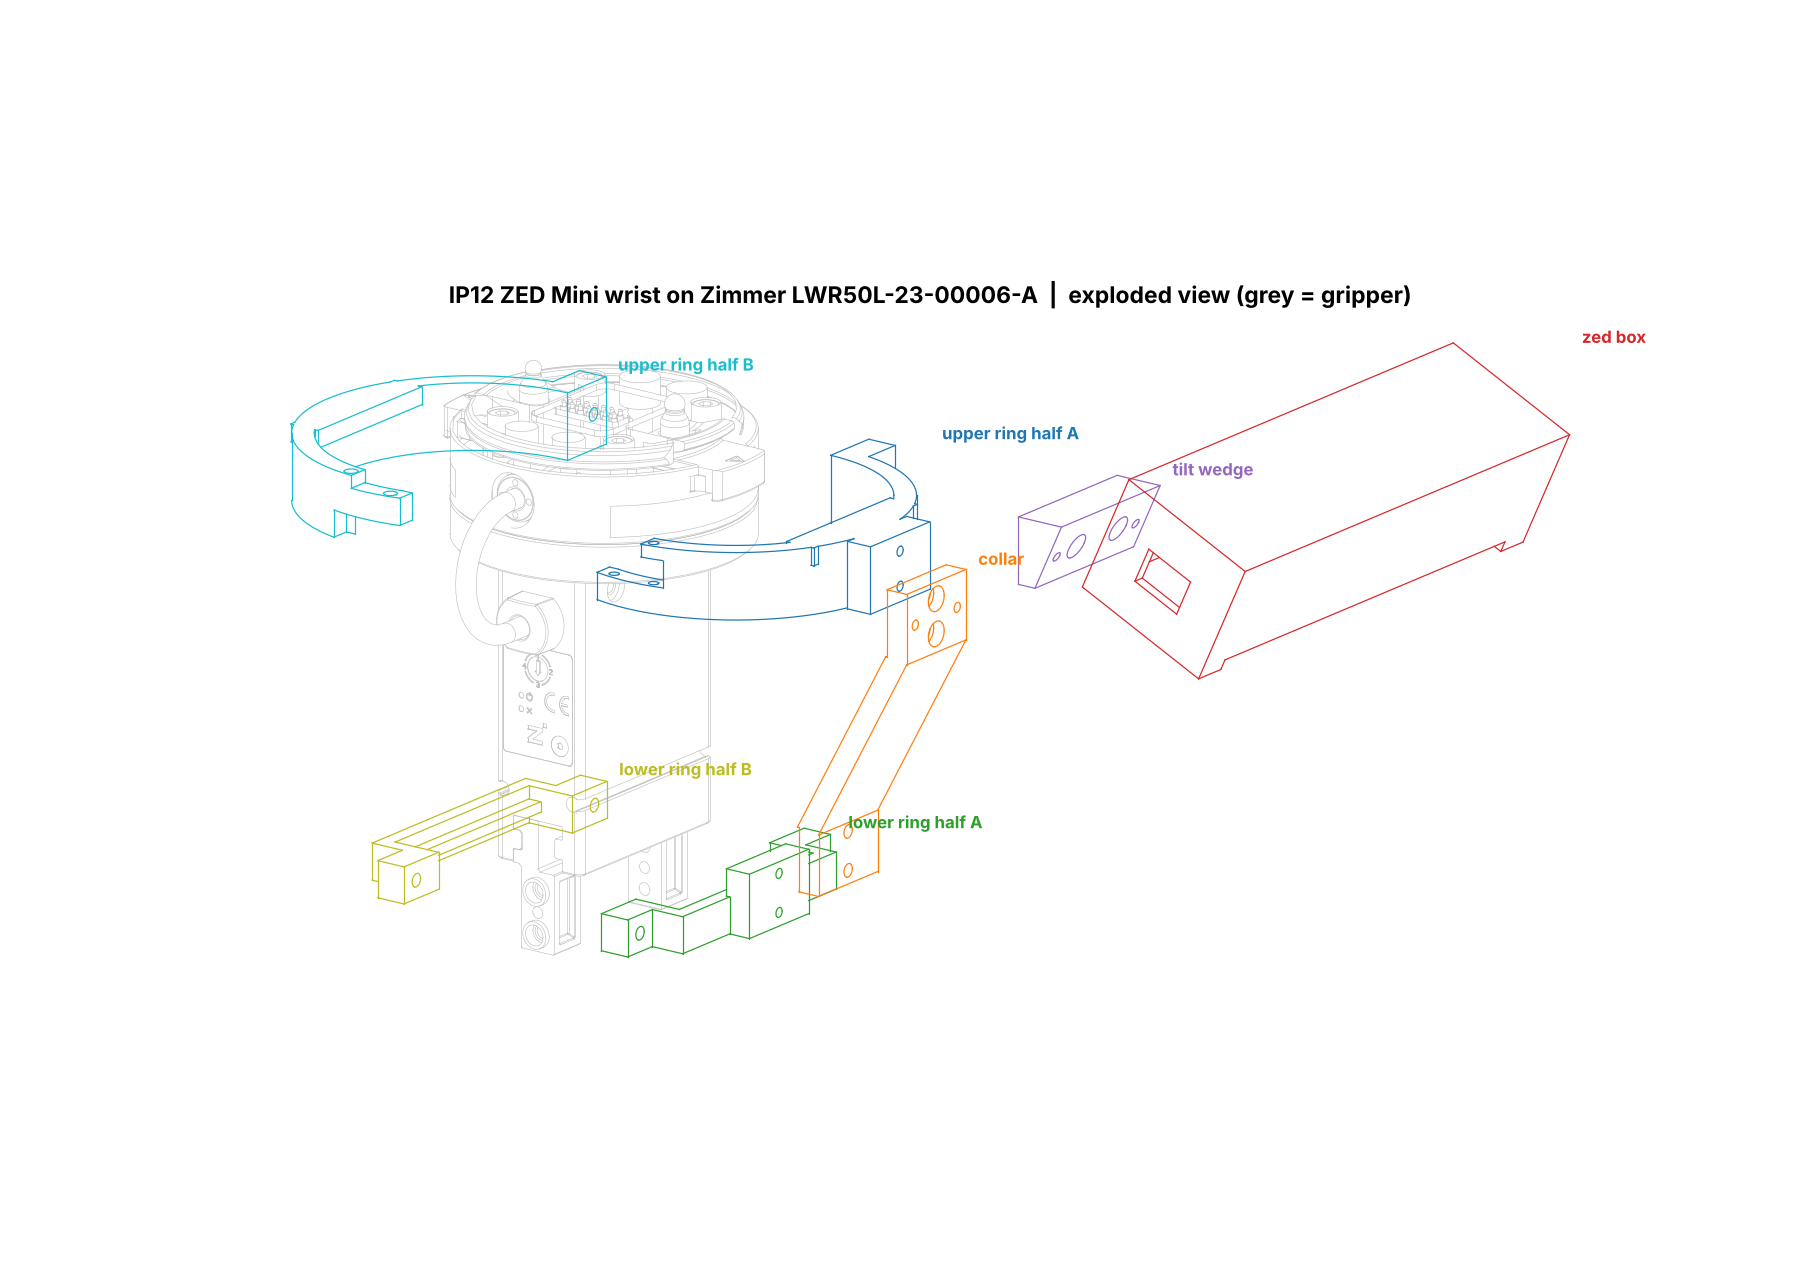 IP12 ZED Mini wrist on Zimmer LWR50L-23-00006-A | exploded view (grey = gripper)
zed box
upper ring half B
upper ring half A
tilt wedge
collar
lower ring half B
lower ring half A